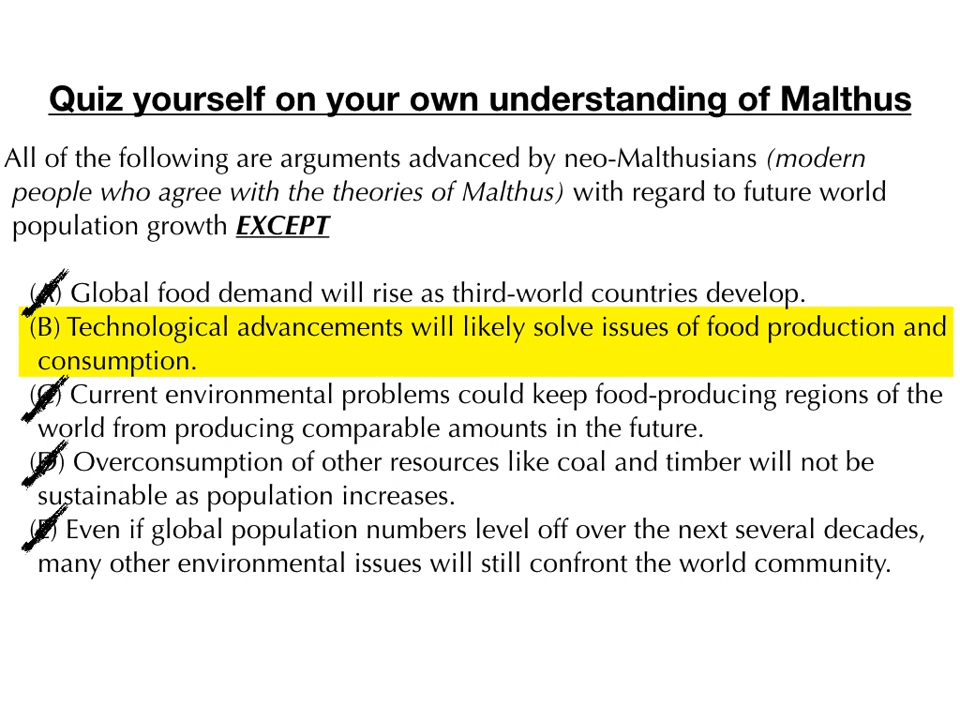 Quiz yourself on your own understanding of Malthus
All of the following are arguments advanced by neo-Malthusians (modern
people who agree with the theories of Malthus) with regard to future world
population growth EXCEPT
(A) Global food demand will rise as third-world countries develop.
(B) Technological advancements will likely solve issues of food production and
consumption.
(C) Current environmental problems could keep food-producing regions of the
world from producing comparable amounts in the future.
(D) Overconsumption of other resources like coal and timber will not be
sustainable as population increases.
(E) Even if global population numbers level off over the next several decades,
many other environmental issues will still confront the world community.